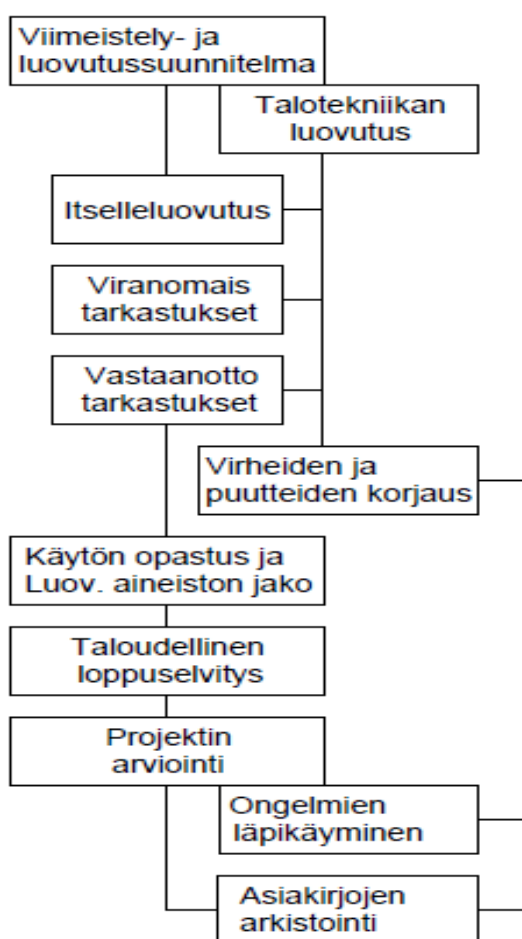 Viimeistely- ja
luovutussuunnitelma
Talotekniikan
luovutus
Itselleluovutus
Viranomais
tarkastukset
Vastaanotto
tarkastukset
Virheiden ja
puutteiden korjaus
Käytön opastus ja
Luov. aineiston jako
Taloudellinen
loppuselvitys
Projektin
arviointi
Ongelmien
läpikäyminen
Asiakirjojen
arkistointi